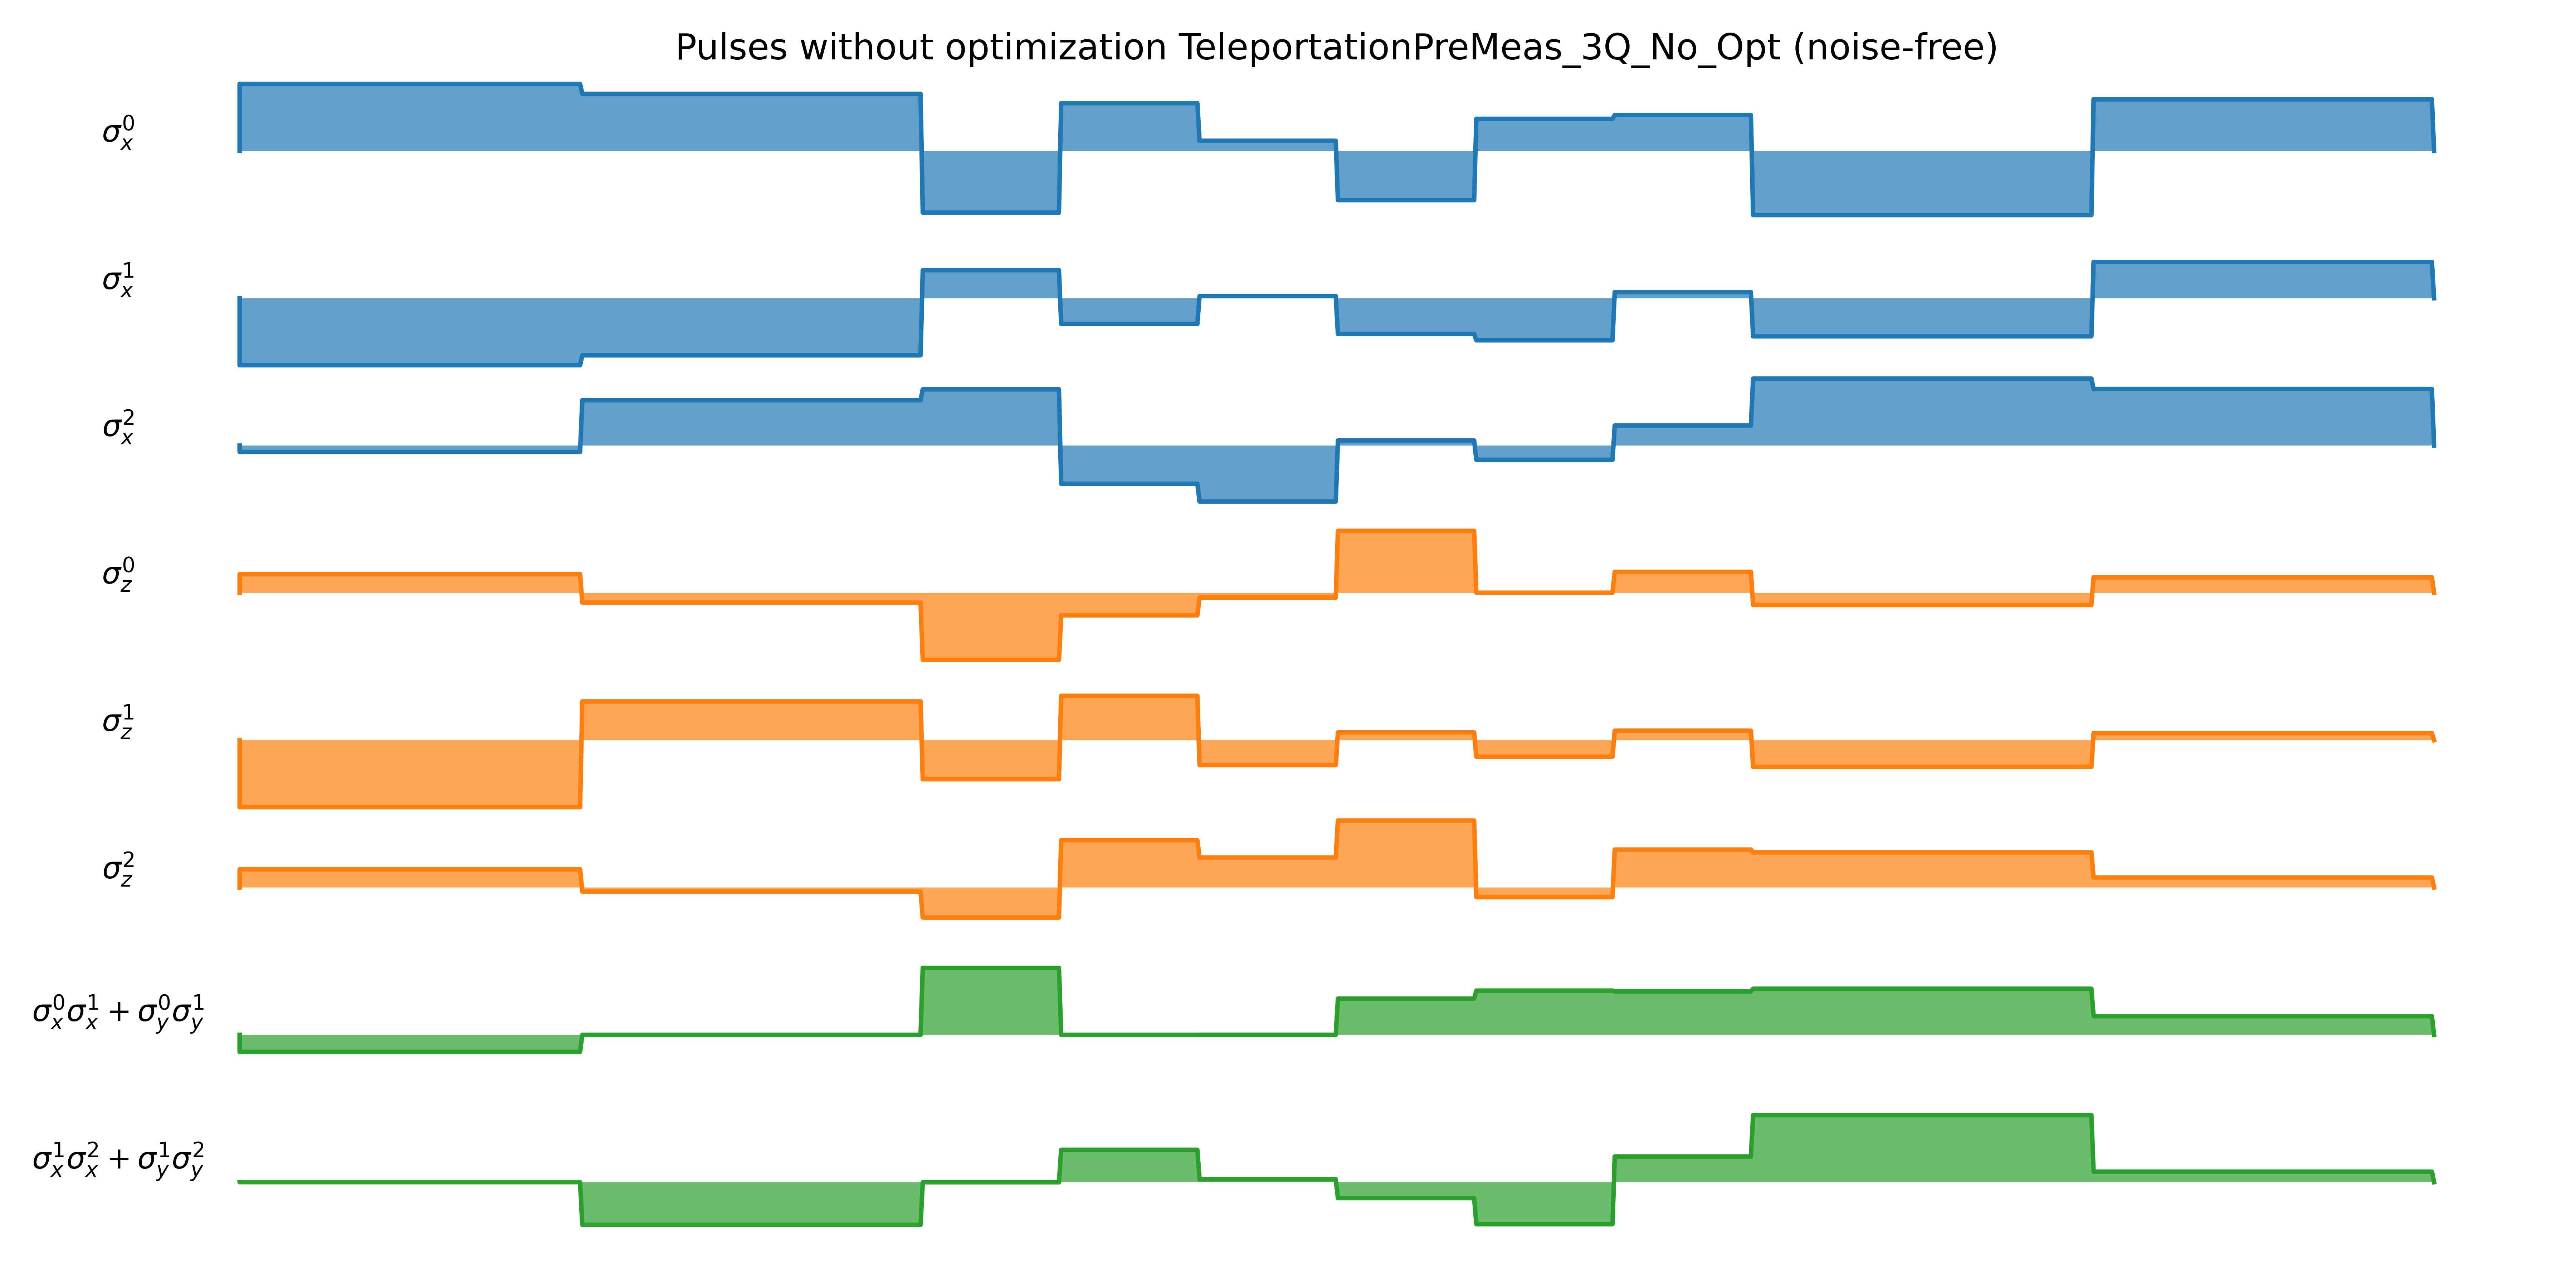 Pulses without optimization TeleportationPreMeas_3Q_No_Opt (noise-free)
σ_x^0
σ_x^1
σ_x^2
σ_z^0
σ_z^1
σ_z^2
σ_x^0σ_x^1 + σ_y^0σ_y^1
σ_x^1σ_x^2 + σ_y^1σ_y^2